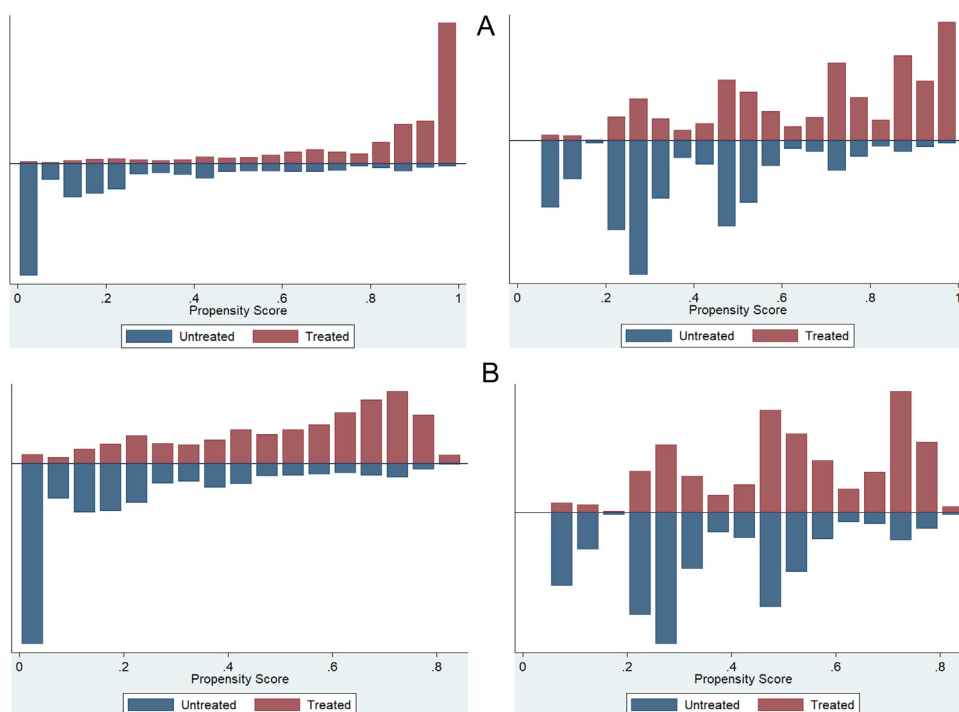 A
0 .2 .4 .6 .8 1
Propensity Score
Untreated Treated
0 .2 .4 .6 .8 1
Propensity Score
Untreated Treated
B
0 .2 .4 .6 .8
Propensity Score
Untreated Treated
0 .2 .4 .6 .8
Propensity Score
Untreated Treated